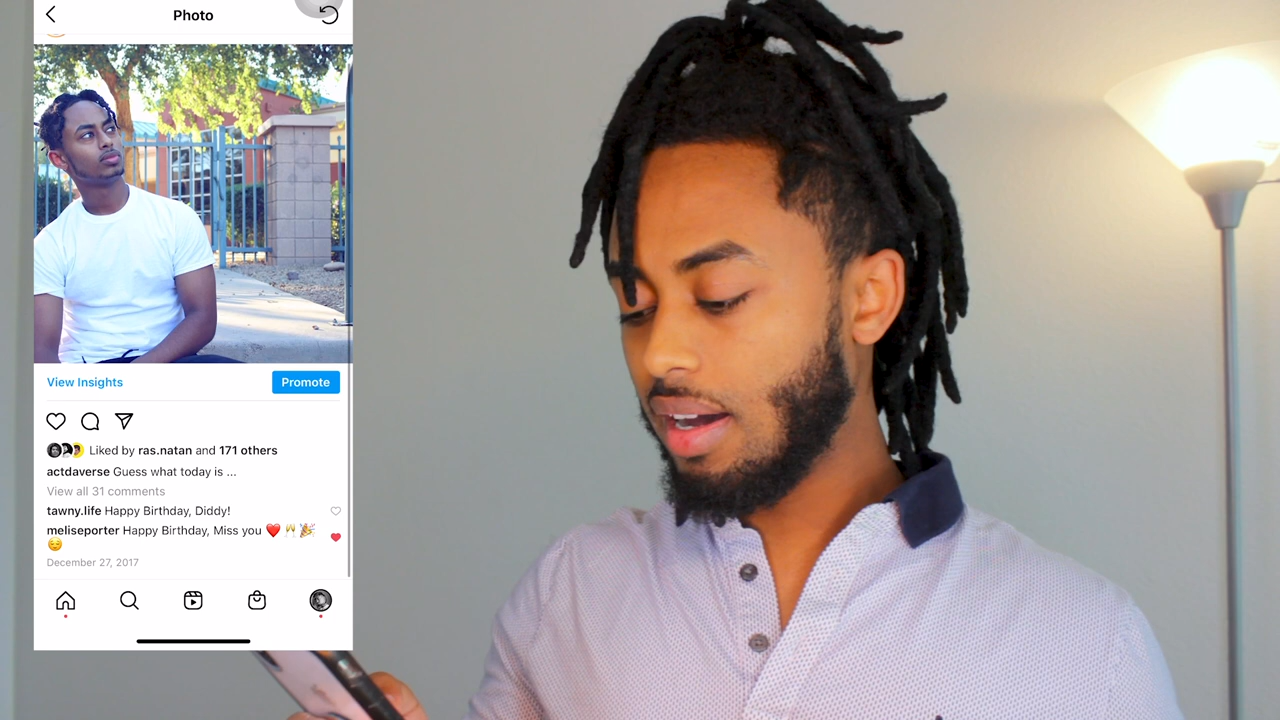 Photo
View Insights
Promote
Liked by ras.natan and 171 others
actdaverse Guess what today is ...
View all 31 comments
tawny.life Happy Birthday, Diddy!
meliseporter Happy Birthday, Miss you ❤️ 🥂 🎉
😌
December 27, 2017